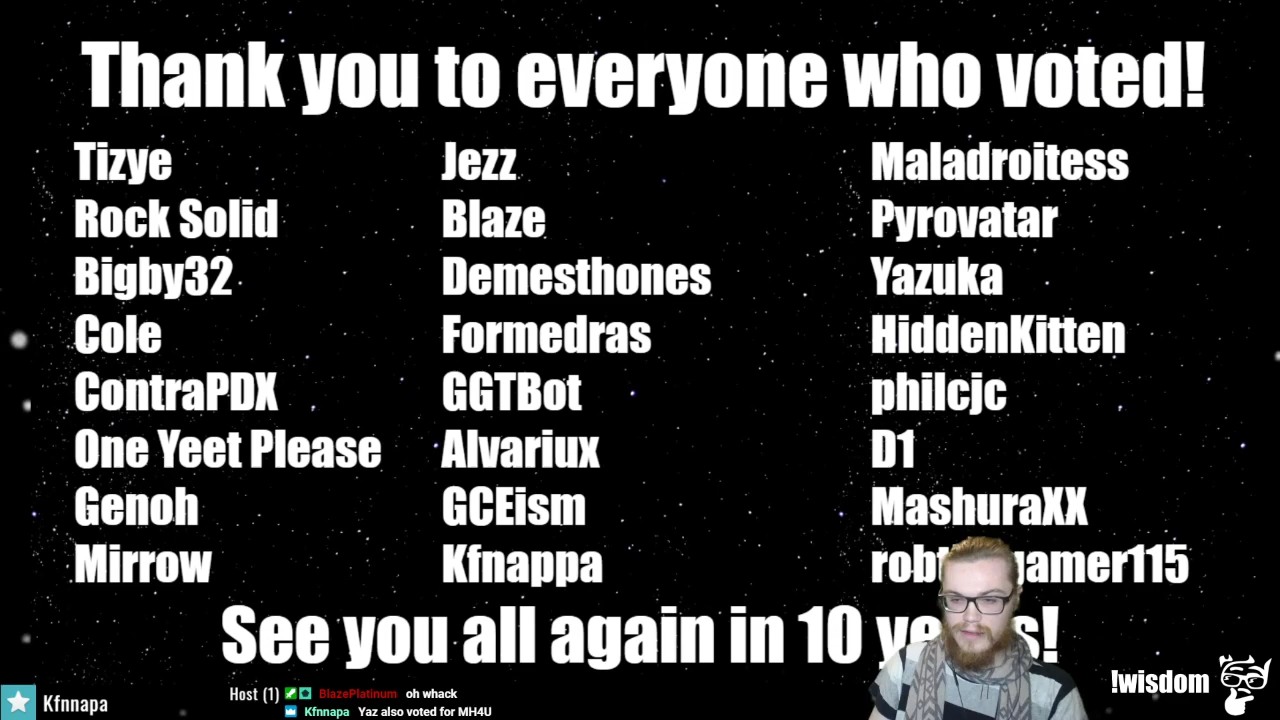 Thank you to everyone who voted!
Tizye
Rock Solid
Bigby32
Cole
ContraPDX
One Yeet Please
Genoh
Mirrow
Jezz
Blaze
Demesthones
Formedras
GGTBot
Alvariux
GCEism
Kfnappa
Maladroitess
Pyrovatar
Yazuka
HiddenKitten
philcjc
D1
MashuraXX
See you all again in 10
!wisdom
Kfnnapa
Host (1) BlazePlatinum oh whack
Kfnnapa Yaz also voted for MH4U